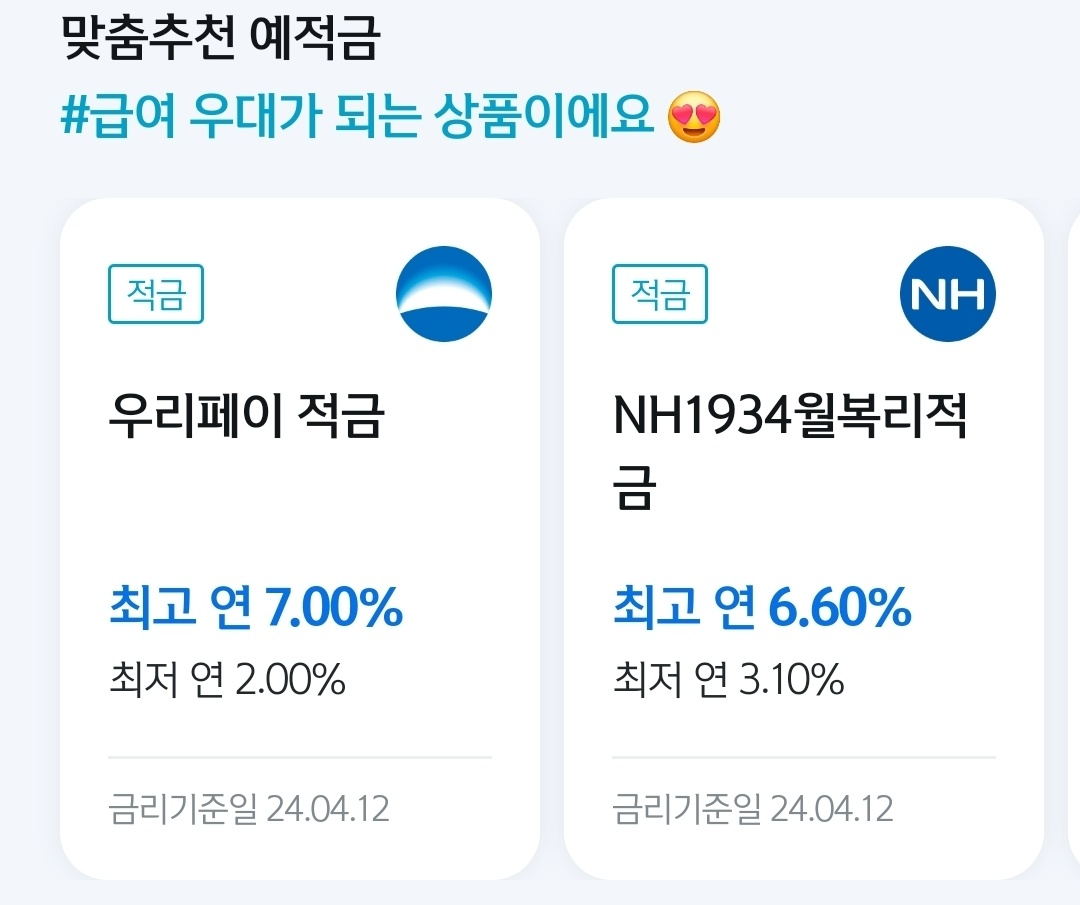 맞춤추천 예적금
#급여 우대가 되는 상품이에요 😍
적금
우리페이 적금
최고 연 7.00%
최저 연 2.00%
금리기준일 24.04.12
적금
NH
NH1934월복리적
금
최고 연 6.60%
최저 연 3.10%
금리기준일 24.04.12